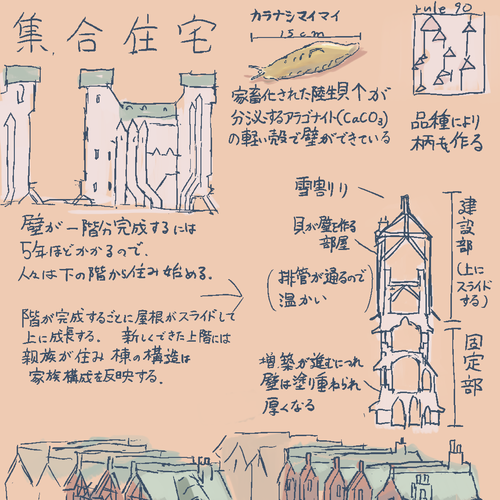 集合住宅
カラナシマイマイ
15cm
rule 90
家畜化された陸生貝个が
分泌するアラゴナイト(CaCO₃)
の軽い殻で壁ができている
品種により
柄も作る
壁が一階分完成するには
5年ほどかかるので、
人々は下の階から住み始める。
階が完成するごとに屋根がスライドして
上に成長する。 新しくできた上階には
親族が住み 棟の構造は
家族構成を反映する。
雪割り
貝が壁を作る
部屋
(排管が通るので
温かい)
増築が進むにつれ
壁は塗り重ねられ
厚くなる
建設部(上にスライドする)
固定部